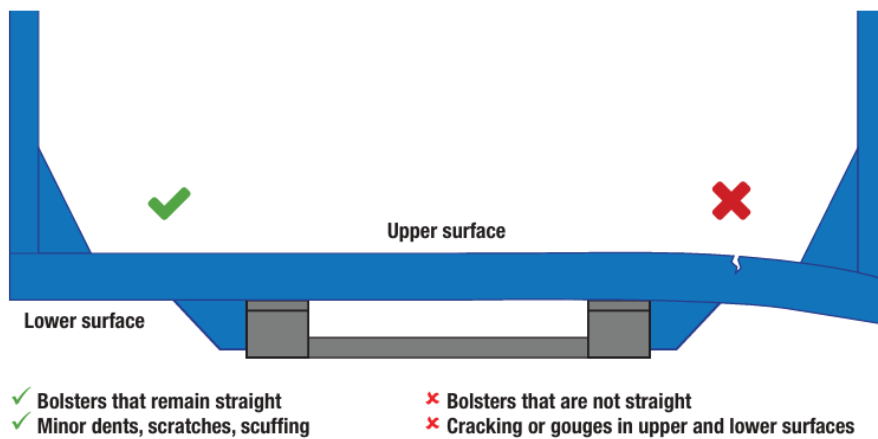 Upper surface
Lower surface
Bolsters that remain straight
Minor dents, scratches, scuffing
Bolsters that are not straight
Cracking or gouges in upper and lower surfaces